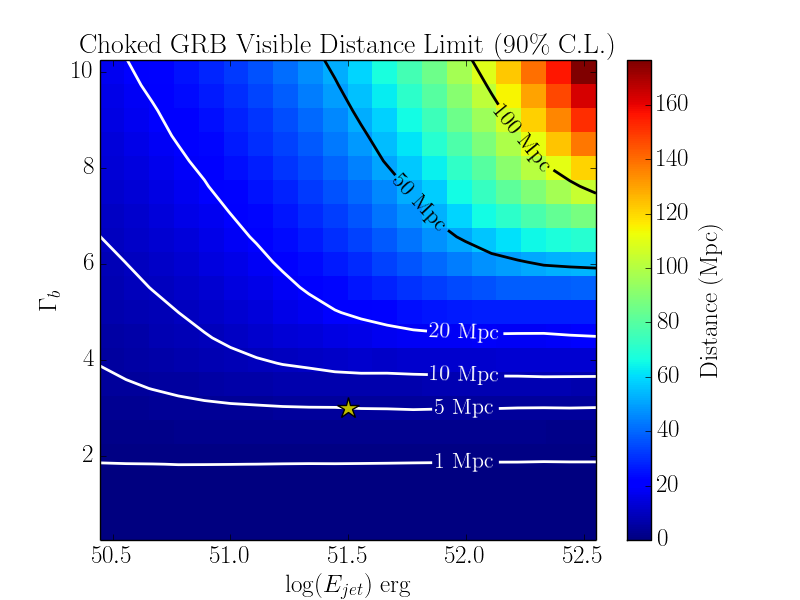 Choked GRB Visible Distance Limit (90% C.L.)
10
8
6
4
2
Γ_b
50.5 51.0 51.5 52.0 52.5
log(E_jet) erg
100 Mpc
50 Mpc
20 Mpc
10 Mpc
5 Mpc
1 Mpc
160
140
120
100
80
60
40
20
0
Distance (Mpc)